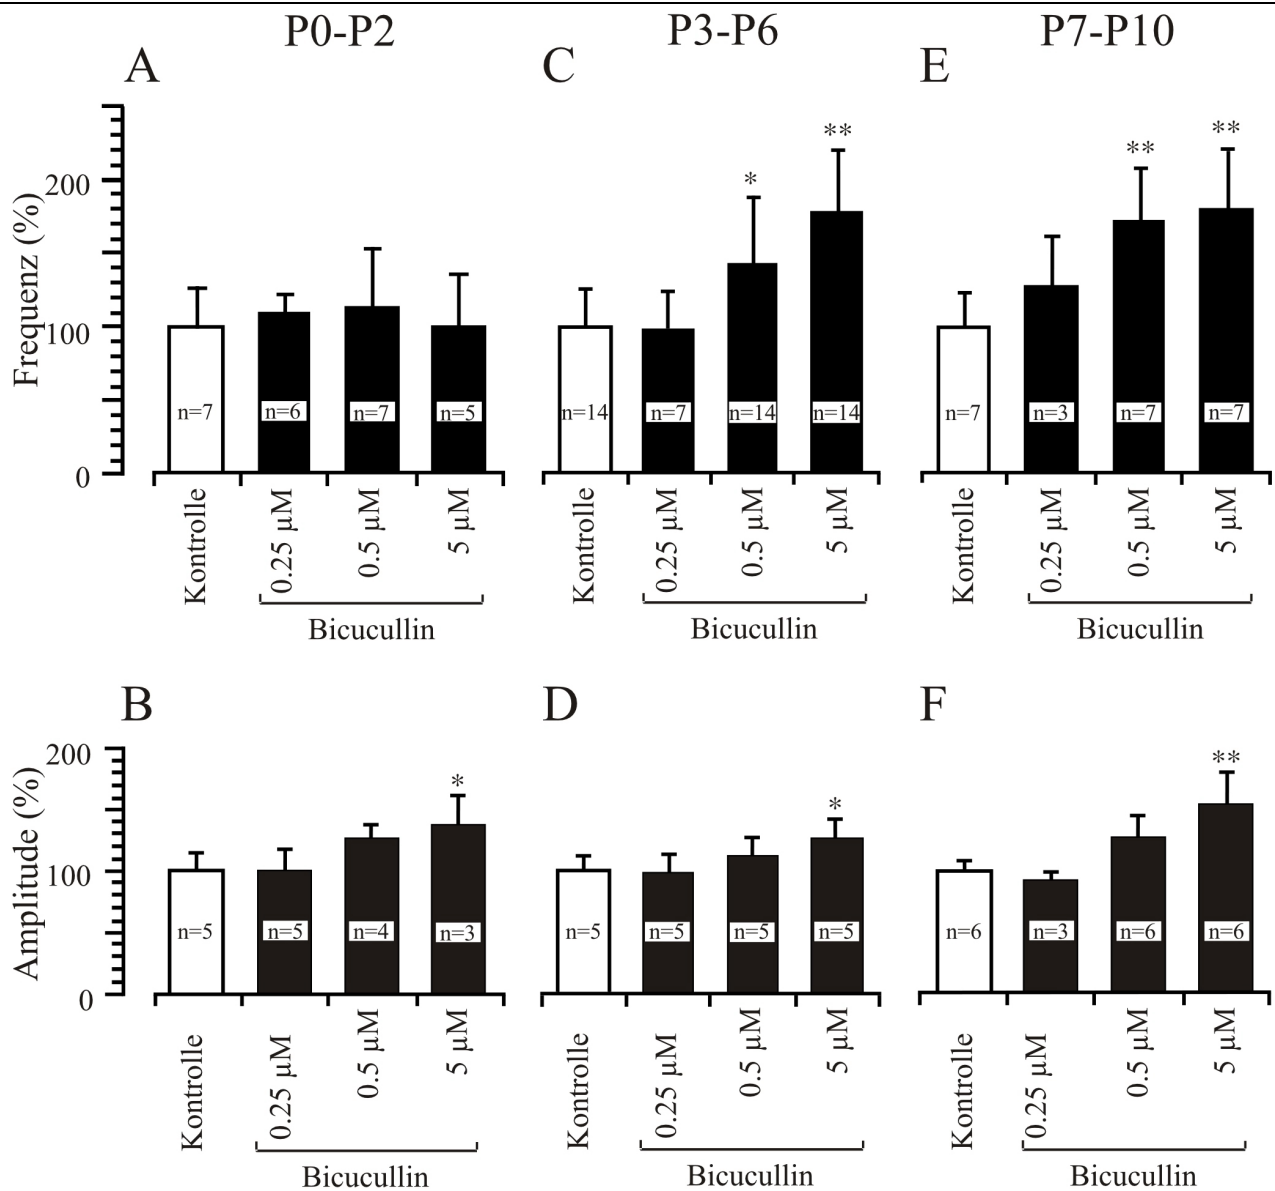 P0-P2
P3-P6
P7-P10
A
C
E
Frequenz (%)
200
100
0
*
**
**
**
n=7
n=6
n=7
n=5
n=14
n=7
n=14
n=14
n=7
n=3
n=7
n=7
Kontrolle
0.25 µM
0.5 µM
5 µM
Kontrolle
0.25 µM
0.5 µM
5 µM
Kontrolle
0.25 µM
0.5 µM
5 µM
Bicucullin
Bicucullin
Bicucullin
B
D
F
Amplitude (%)
200
100
0
*
*
**
n=5
n=5
n=4
n=3
n=5
n=5
n=5
n=5
n=6
n=3
n=6
n=6
Kontrolle
0.25 µM
0.5 µM
5 µM
Kontrolle
0.25 µM
0.5 µM
5 µM
Kontrolle
0.25 µM
0.5 µM
5 µM
Bicucullin
Bicucullin
Bicucullin